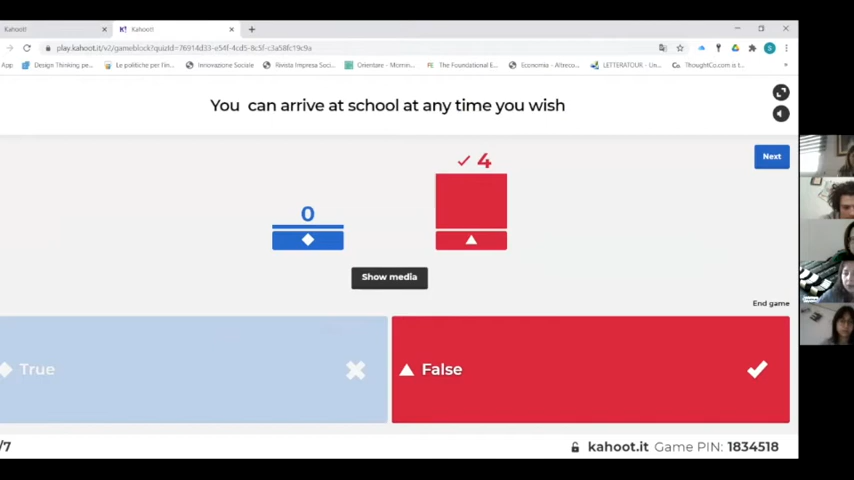 Kahoot!
Kahoot!
play.kahoot.it/v2/gameblock?quizId=76914d33-e54f-4cd5-8c5f-c3a58fc19c9a
App
Design Thinking pe...
Le politiche per l'in...
Innovazione Sociale
Rivista Impresa Soci...
Orientare - Mornin...
The Foundational E...
Economia - Altreco...
LETTERATOUR - Un...
ThoughtCo.com is t...
You can arrive at school at any time you wish
Next
0
4
Show media
End game
True
False
/7
kahoot.it Game PIN: 1834518